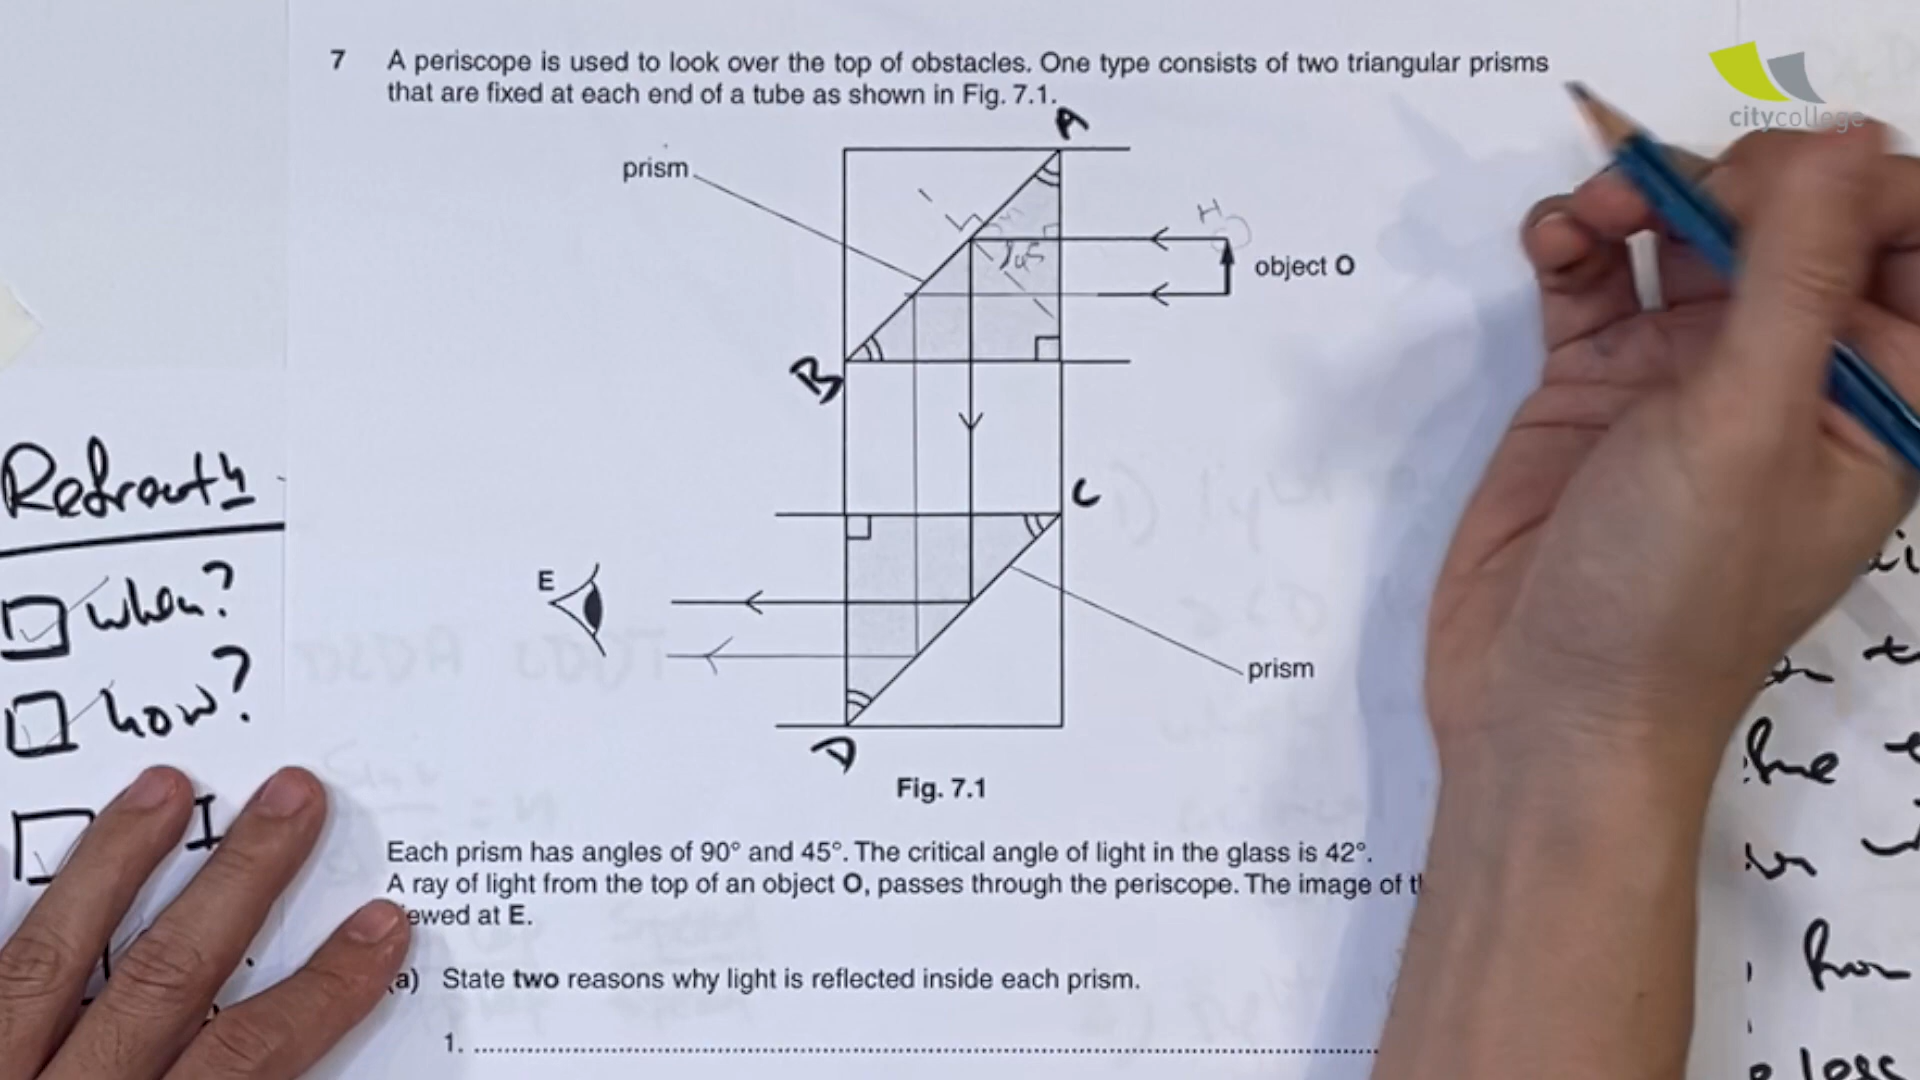 citycollege
7 A periscope is used to look over the top of obstacles. One type consists of two triangular prisms
that are fixed at each end of a tube as shown in Fig. 7.1.
A
prism
H
45
object O
B
Refractn
C
when?
E
how?
prism
D
Fig. 7.1
I
Each prism has angles of 90° and 45°. The critical angle of light in the glass is 42°.
A ray of light from the top of an object O, passes through the periscope. The image of
ewed at E.
a) State two reasons why light is reflected inside each prism.
1.